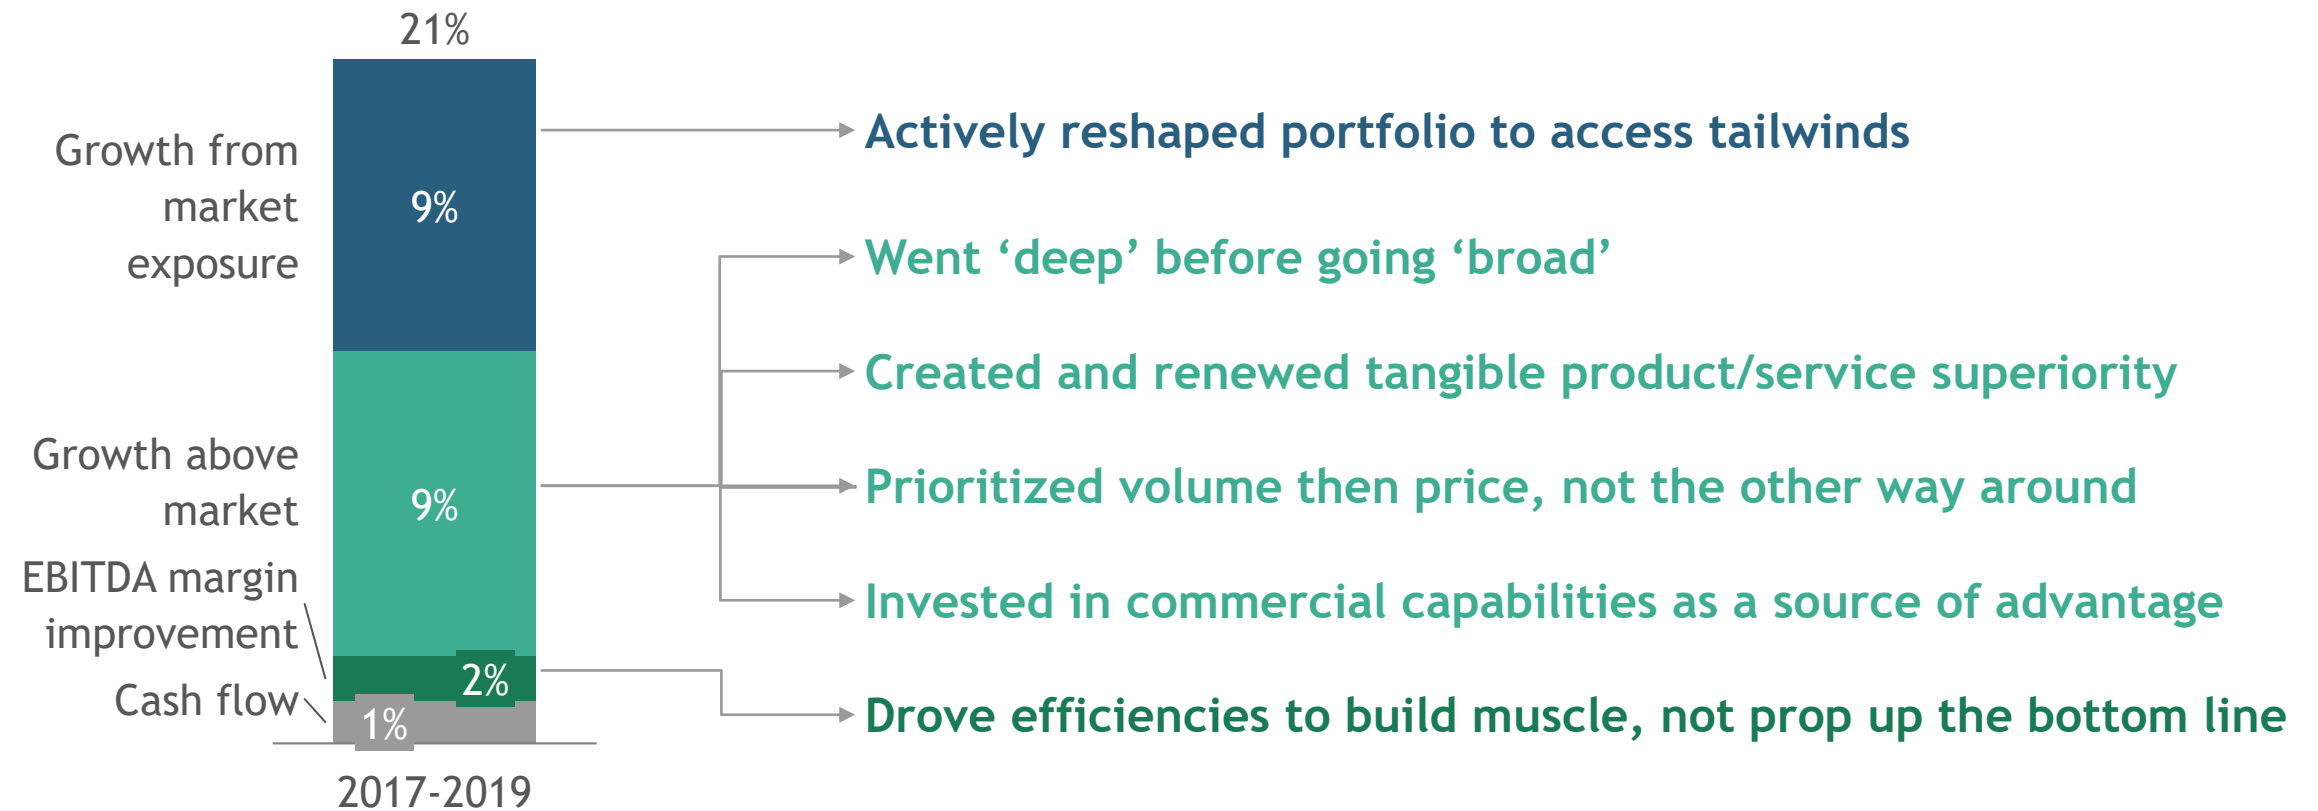 21%
Growth from
market
exposure
9%
Actively reshaped portfolio to access tailwinds
Went ‘deep’ before going ‘broad’
Created and renewed tangible product/service superiority
Growth above
market
9%
Prioritized volume then price, not the other way around
Invested in commercial capabilities as a source of advantage
EBITDA margin
improvement
2%
Drove efficiencies to build muscle, not prop up the bottom line
Cash flow
1%
2017-2019